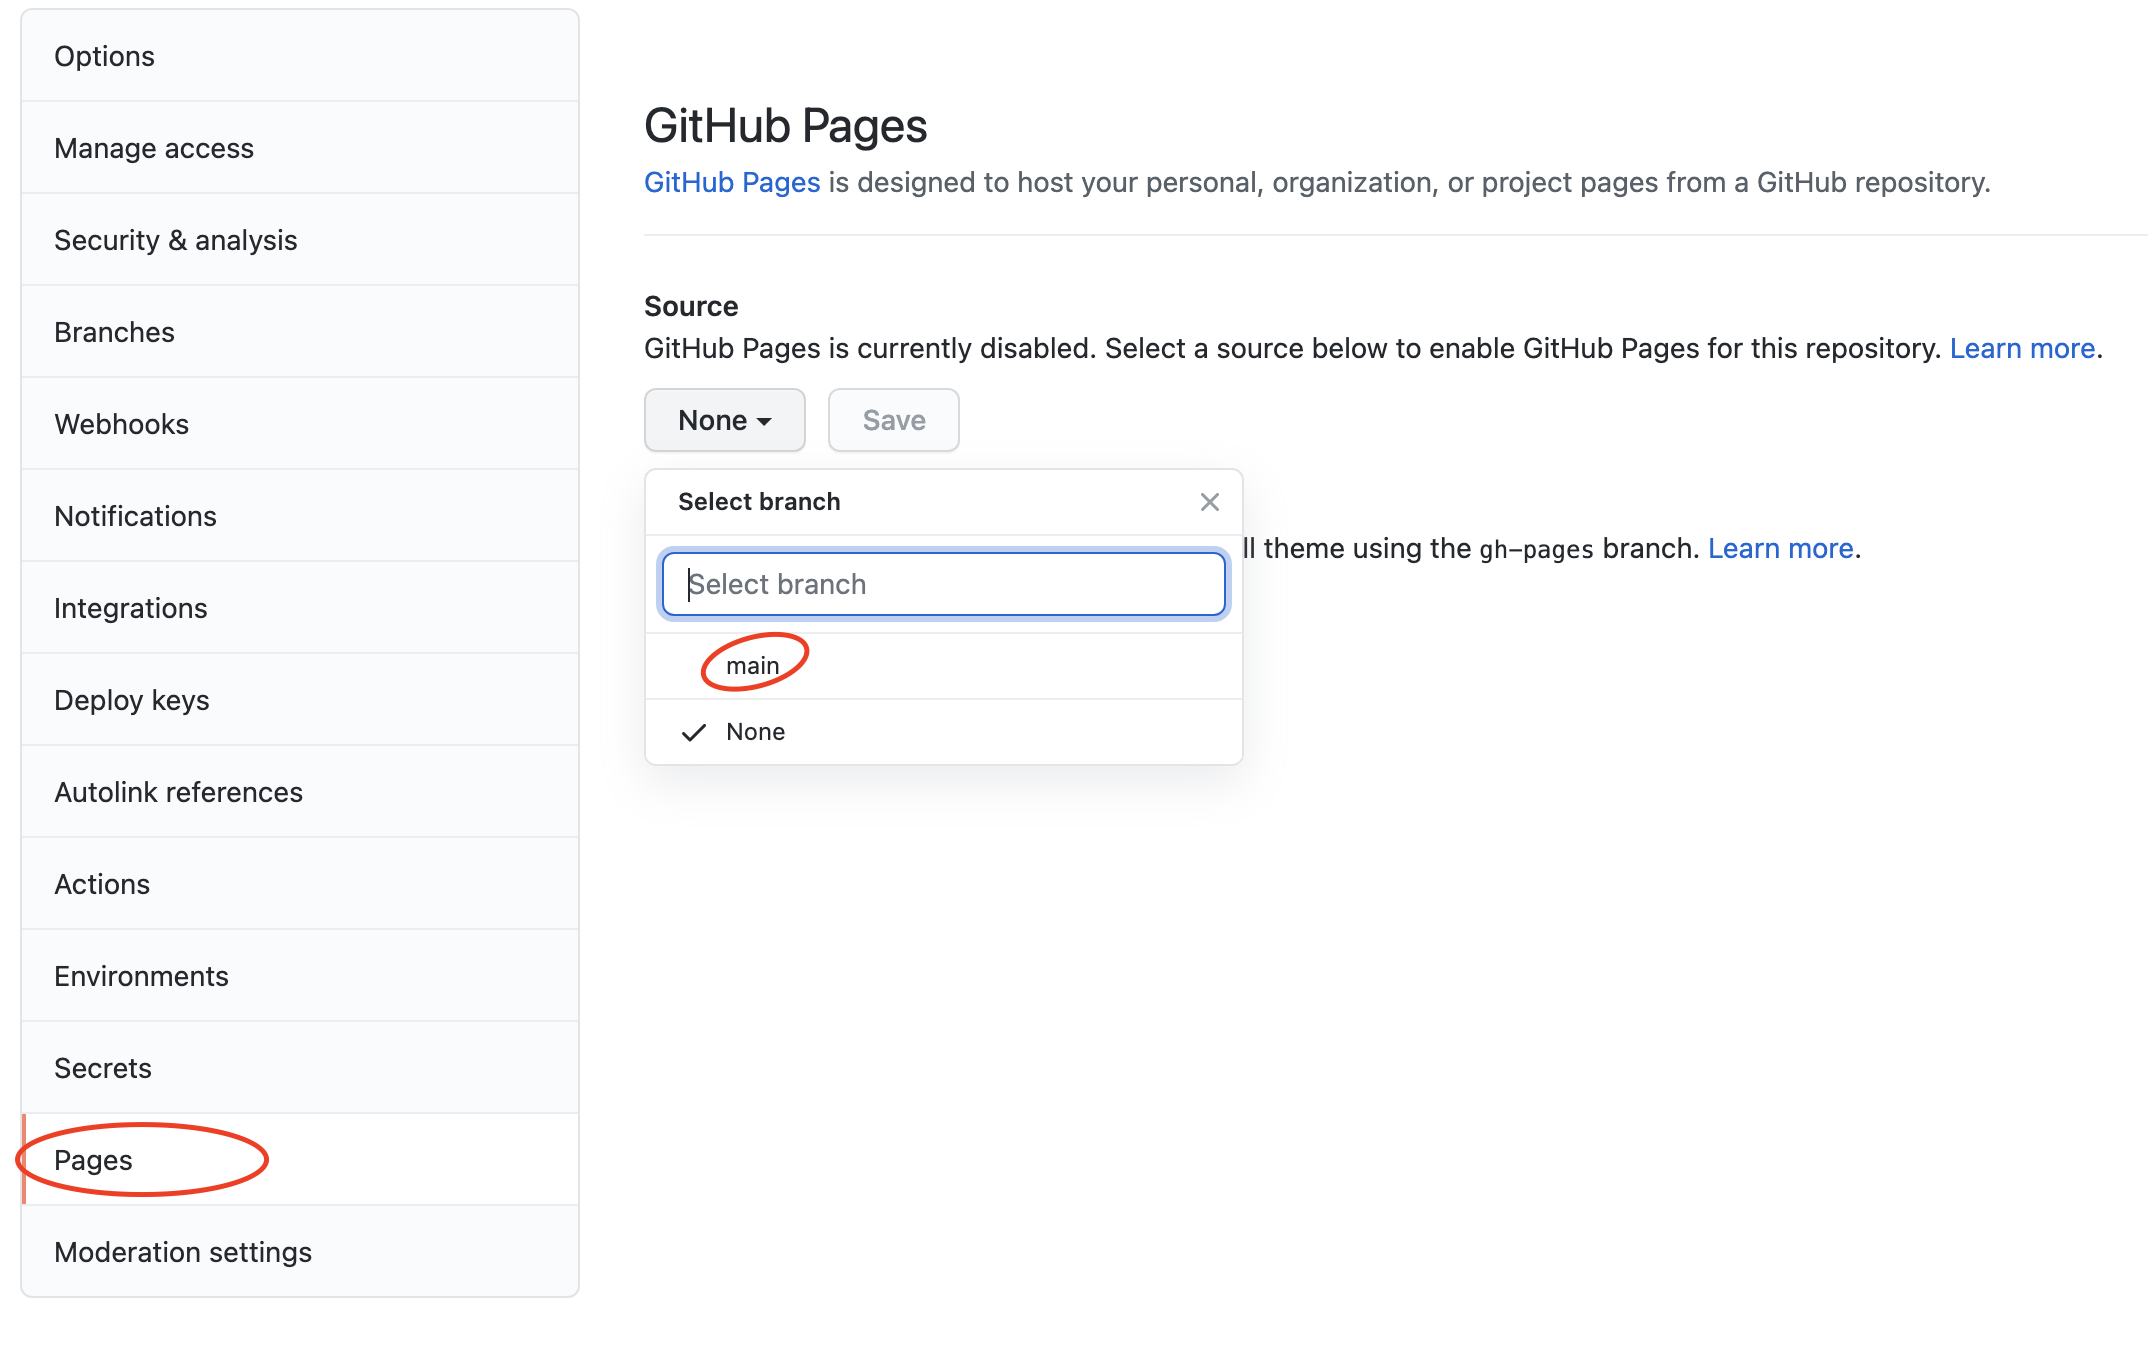 Options
Manage access
Security & analysis
Branches
Webhooks
Notifications
Integrations
Deploy keys
Autolink references
Actions
Environments
Secrets
Pages
Moderation settings
GitHub Pages
GitHub Pages is designed to host your personal, organization, or project pages from a GitHub repository.
Source
GitHub Pages is currently disabled. Select a source below to enable GitHub Pages for this repository. Learn more.
None Save
Select branch
ll theme using the gh-pages branch. Learn more.
Select branch
main
None